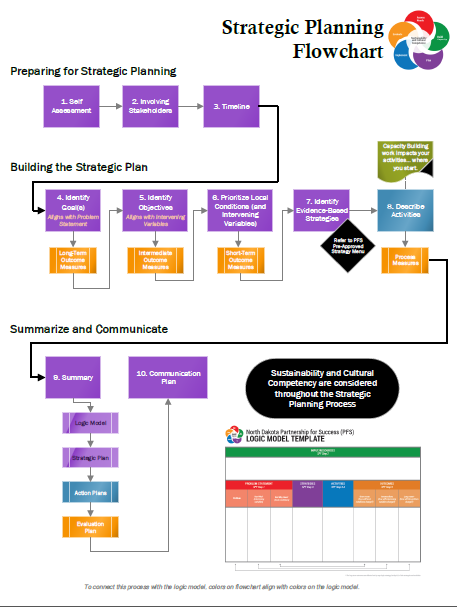 Strategic Planning
Flowchart
Preparing for Strategic Planning
1. Self
Assessment
2. Involving
Stakeholders
3. Timeline
Building the Strategic Plan
Capacity Building
work impacts your
activities... where
you start.
4. Identify
Goal(s)
Aligns with Problem
Statement
5. Identify
Objectives
Aligns with Intervening
Variables
6. Prioritize Local
Conditions (and
Intervening
Variables)
7. Identify
Evidence-Based
Strategies
8. Describe
Activities
Refer to PFS
Pre-Approved
Strategy Menu
Long-Term
Outcome
Measures
Intermediate
Outcome
Measures
Short-Term
Outcome
Measures
Process
Measures
Summarize and Communicate
9. Summary
10. Communication
Plan
Sustainability and Cultural
Competency are considered
throughout the Strategic
Planning Process
Logic Model
Strategic Plan
Action Plans
Evaluation
Plan
North Dakota Partnership for Success (PFS)
LOGIC MODEL TEMPLATE
To connect this process with the logic model, colors on flowchart align with colors on the logic model.